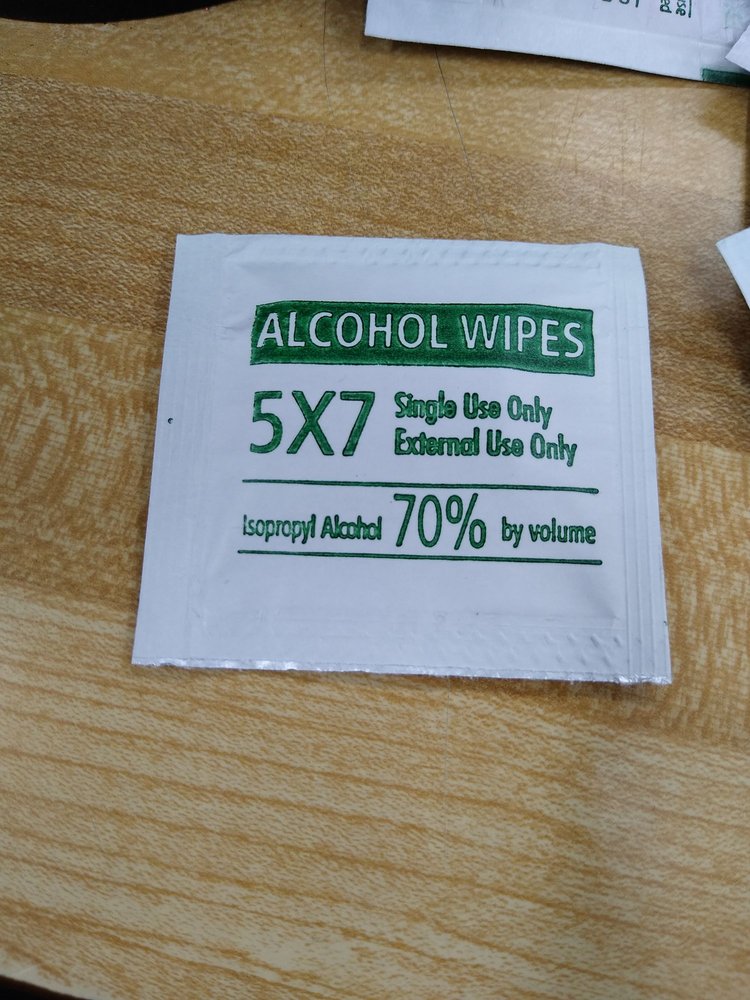 ALCOHOL WIPES
5X7
Single Use Only
External Use Only
Isopropyl Alcohol 70% by volume